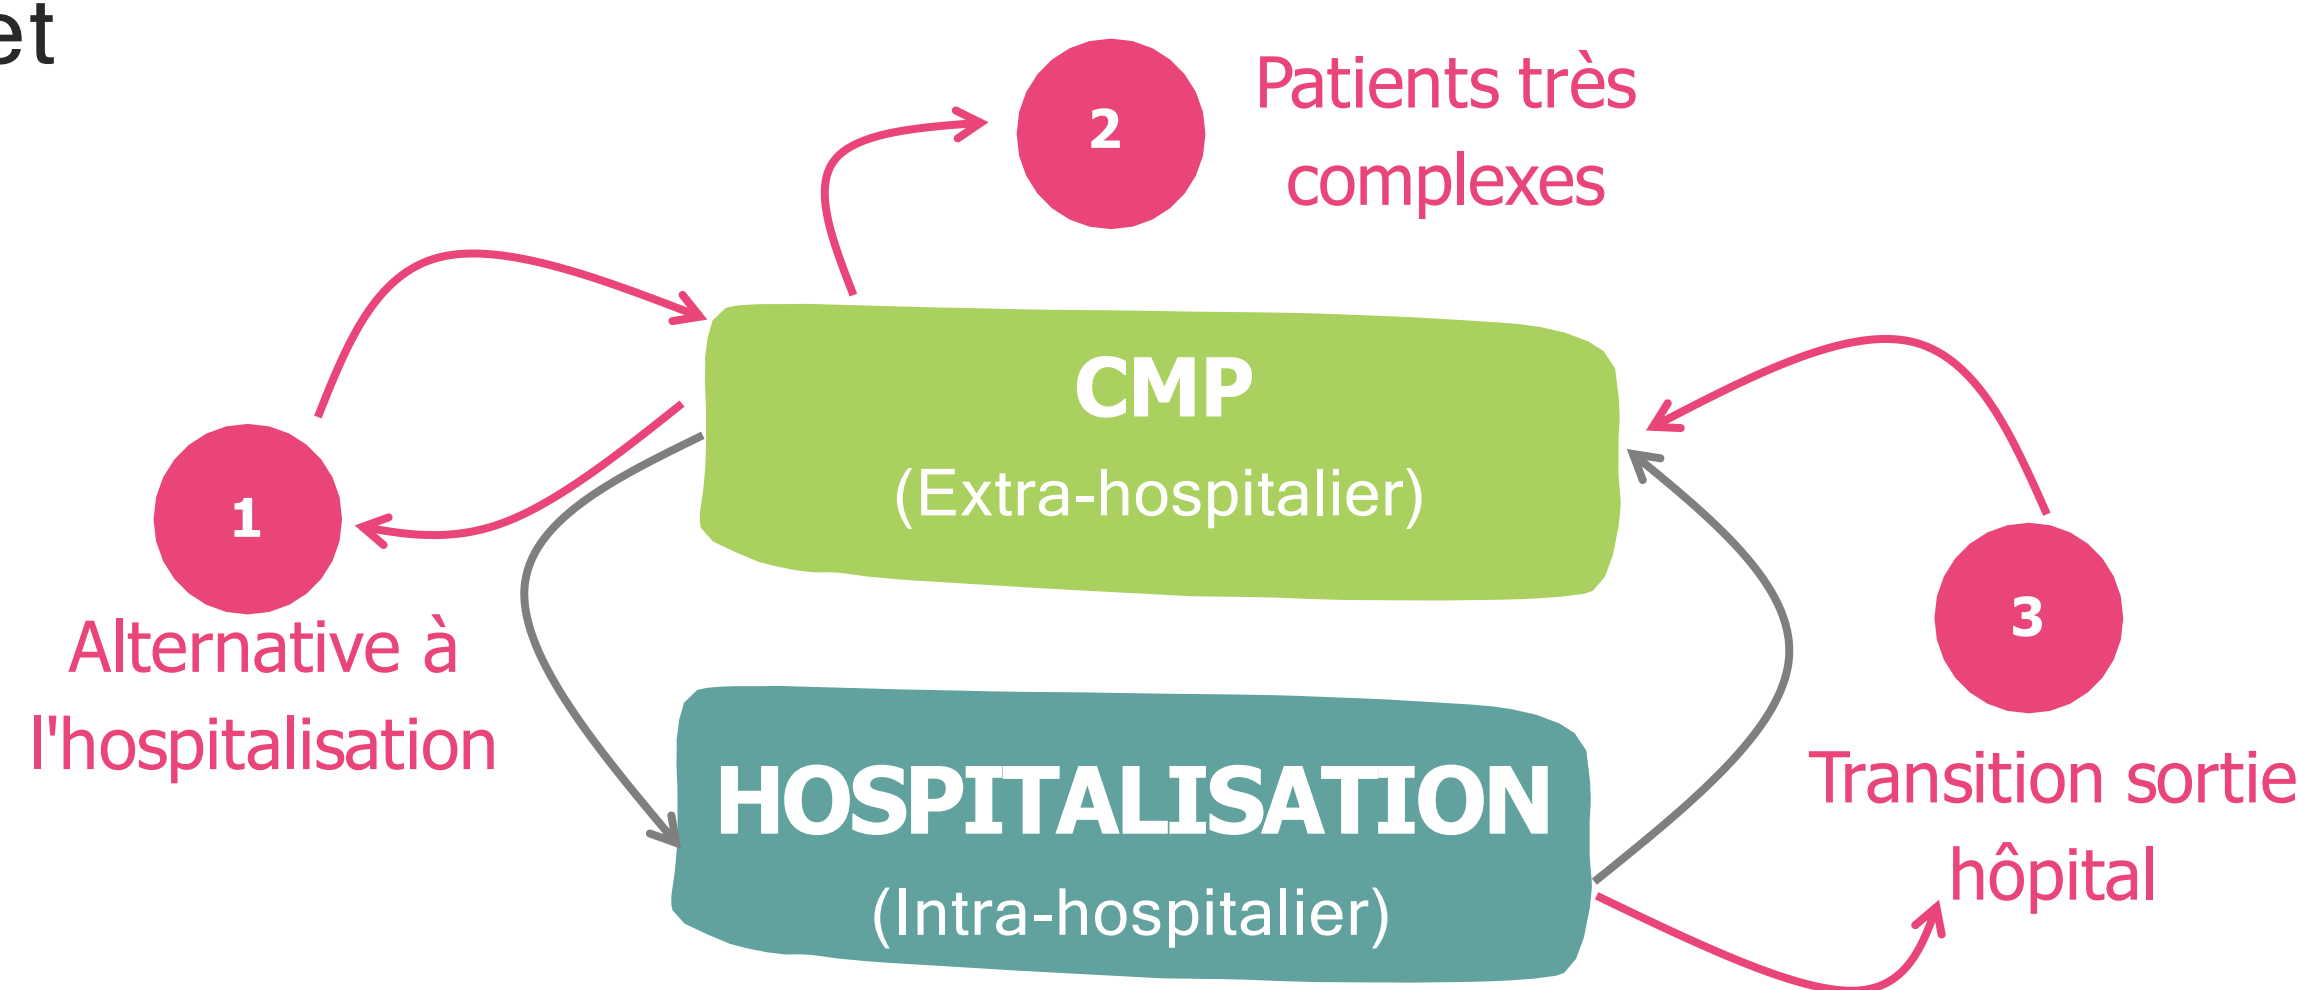 et
2
Patients très
complexes
CMP
(Extra-hospitalier)
1
Alternative à
l'hospitalisation
3
Transition sortie
hôpital
HOSPITALISATION
(Intra-hospitalier)